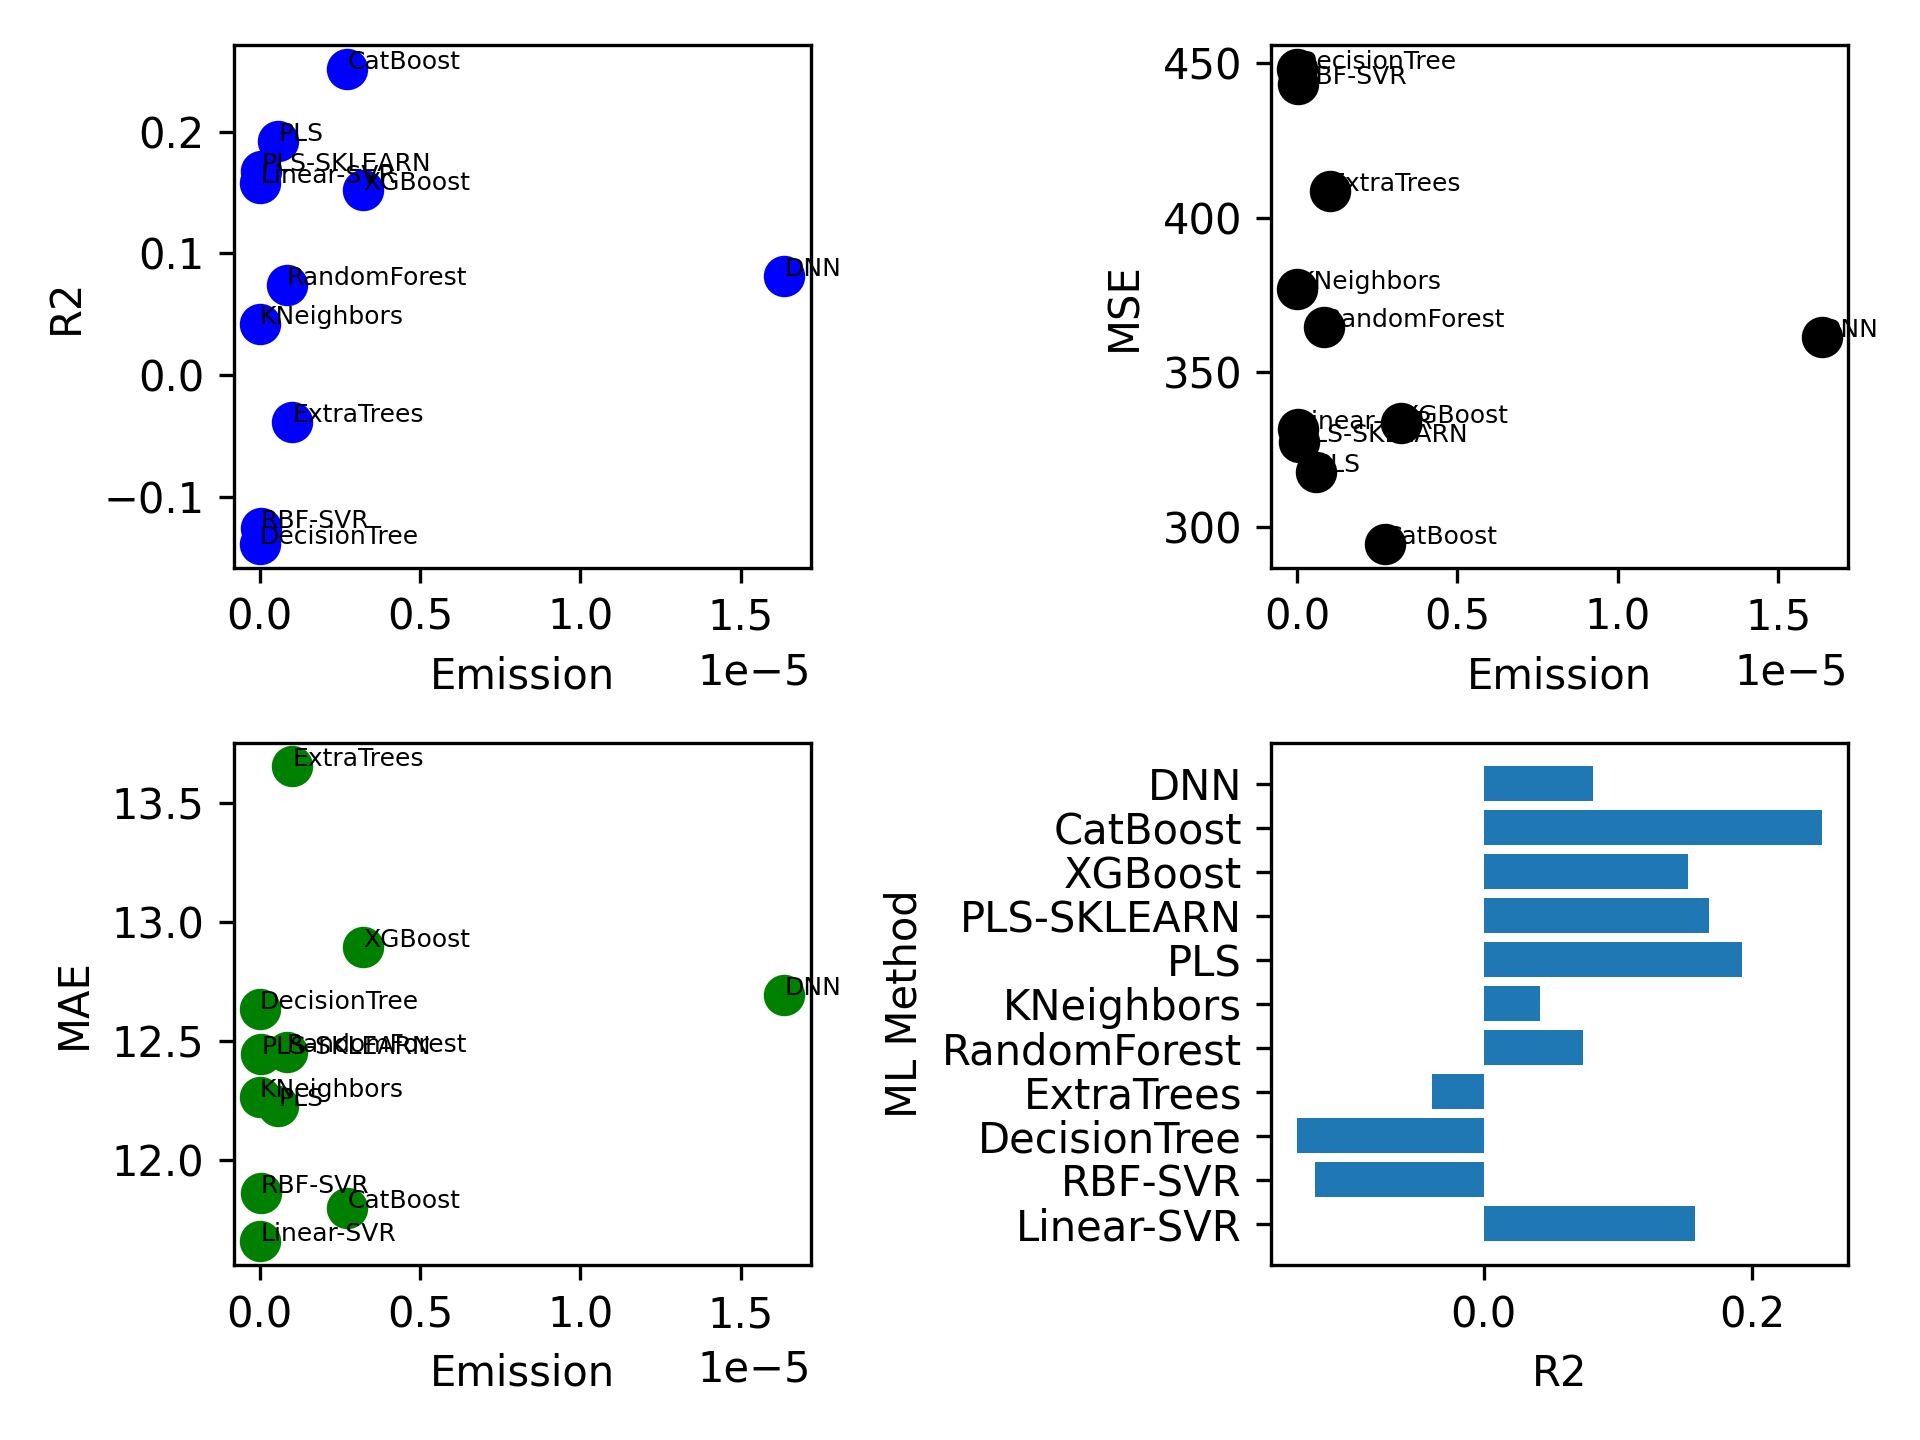 R2
0.2
0.1
0.0
−0.1
CatBoost
PLS
PLS-SKLEARN
Linear-SVR
XGBoost
RandomForest
DNN
KNeighbors
ExtraTrees
RBF-SVR
DecisionTree
0.0 0.5 1.0 1.5
Emission 1e−5
MSE
450
400
350
300
DecisionTree
RBF-SVR
ExtraTrees
KNeighbors
RandomForest
DNN
XGBoost
Linear-SVR
PLS-SKLEARN
PLS
CatBoost
0.0 0.5 1.0 1.5
Emission 1e−5
MAE
13.5
13.0
12.5
12.0
ExtraTrees
XGBoost
DNN
DecisionTree
RandomForest
PLS-SKLEARN
KNeighbors
PLS
RBF-SVR
CatBoost
Linear-SVR
0.0 0.5 1.0 1.5
Emission 1e−5
ML Method
DNN
CatBoost
XGBoost
PLS-SKLEARN
PLS
KNeighbors
RandomForest
ExtraTrees
DecisionTree
RBF-SVR
Linear-SVR
0.0 0.2
R2